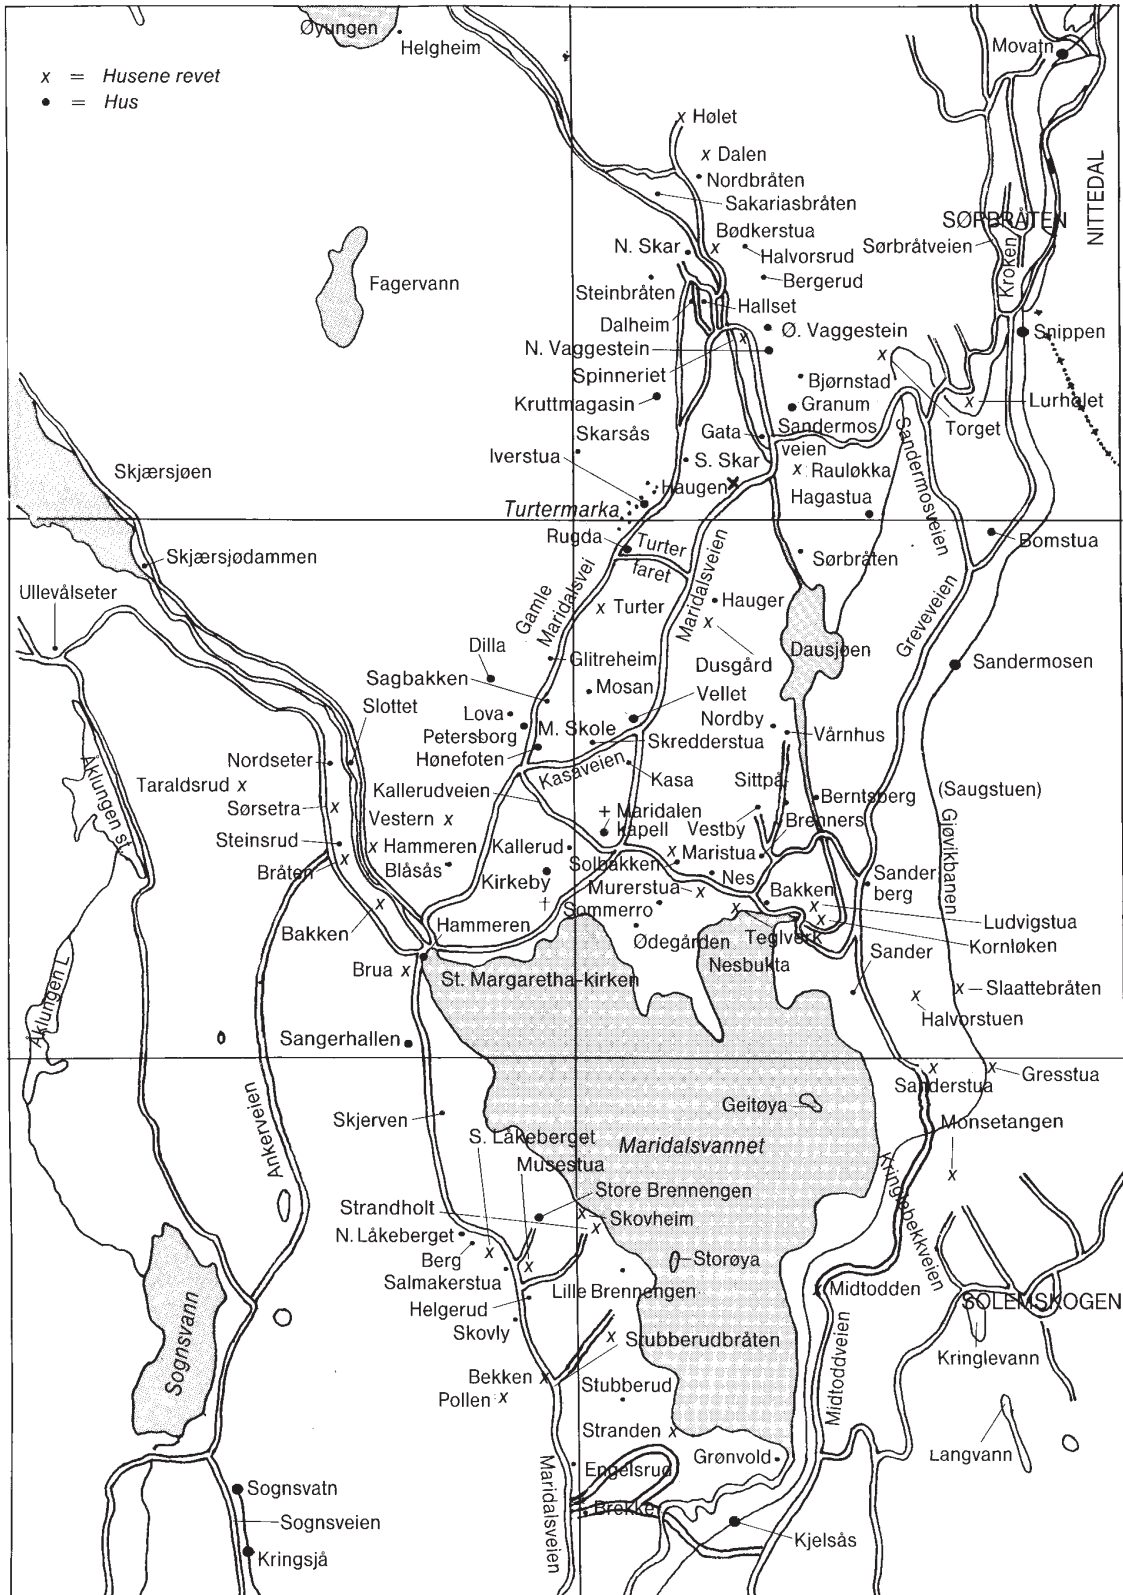 Øyungen
Helgheim
Movatn
x = Husene revet
• = Hus
x Hølet
x Dalen
Nordbråten
Sakariasbråten
NITTEDAL
SØRBRÅTEN
Bødkerstua
N. Skar
Halvorsrud
Sørbråtveien
Kroken
Fagervann
Bergerud
Steinbråten
Hallset
Dalheim
Ø. Vaggestein
Snippen
N. Vaggestein
Spinneriet
Bjørnstad
Kruttmagasin
Granum
Lurhølet
Skarsås
Gata
Sandermos
veien
Torget
Iverstua
S. Skar
x Rauløkka
Sandermosveien
Skjærsjøen
Haugen
Hagastua
Turtermarka
Rugda
Turter
faret
Bomstua
Skjærsjødammen
Sørbråten
Ullevålseter
Gamle
Maridalsvei
Maridalsveien
x Turter
Hauger
Greveveien
Dilla
Glitreheim
Dusgård
Dausjøen
Sandermosen
Sagbakken
Mosan
Vellet
Slottet
Lova
Petersborg
M. Skole
Nordby
Vårnhus
Skredderstua
Hønefoten
Nordseter
Åklungen st.
Taraldsrud x
Kasaveien
Kasa
Sittpå
Kallerudveien
Berntsberg
(Saugstuen)
Sørsetra
Vestern x
† Maridalen
kapell
Vestby
Brenners
Gjøvikbanen
Steinsrud
x Hammeren
Kallerud
Maristua
Bråten
Blåsås
Solbakken
Nes
Sander
berg
Kirkeby
Murerstua
Bakken
†
Sommerro
Ludvigstua
Bakken
Hammeren
Ødegården
Teglverk
Kornløken
Brua x
St. Margaretha-kirken
Nesbukta
Sander
Åklungen L.
Slaattebråten
Halvorstuen
Sangerhallen
Sanderstua
Gresstua
Ankerveien
Geitøya
Skjerven
Monsetangen
S. Låkeberget
Maridalsvannet
Musestua
Kringlebekkveien
Store Brennengen
Strandholt
Skovheim
N. Låkeberget
Berg
Storøya
Salmakerstua
Lille Brennengen
Midtodden
Helgerud
SOLEMSKOGEN
Skovly
Sognsvann
Stubberudbråten
Kringlevann
Bekken
Stubberud
Midtoddveien
Pollen x
Stranden x
Langvann
Grønvold
Engelsrud
Maridalsveien
Sognsvatn
Brekke
Sognsveien
Kjelsås
Kringsjå